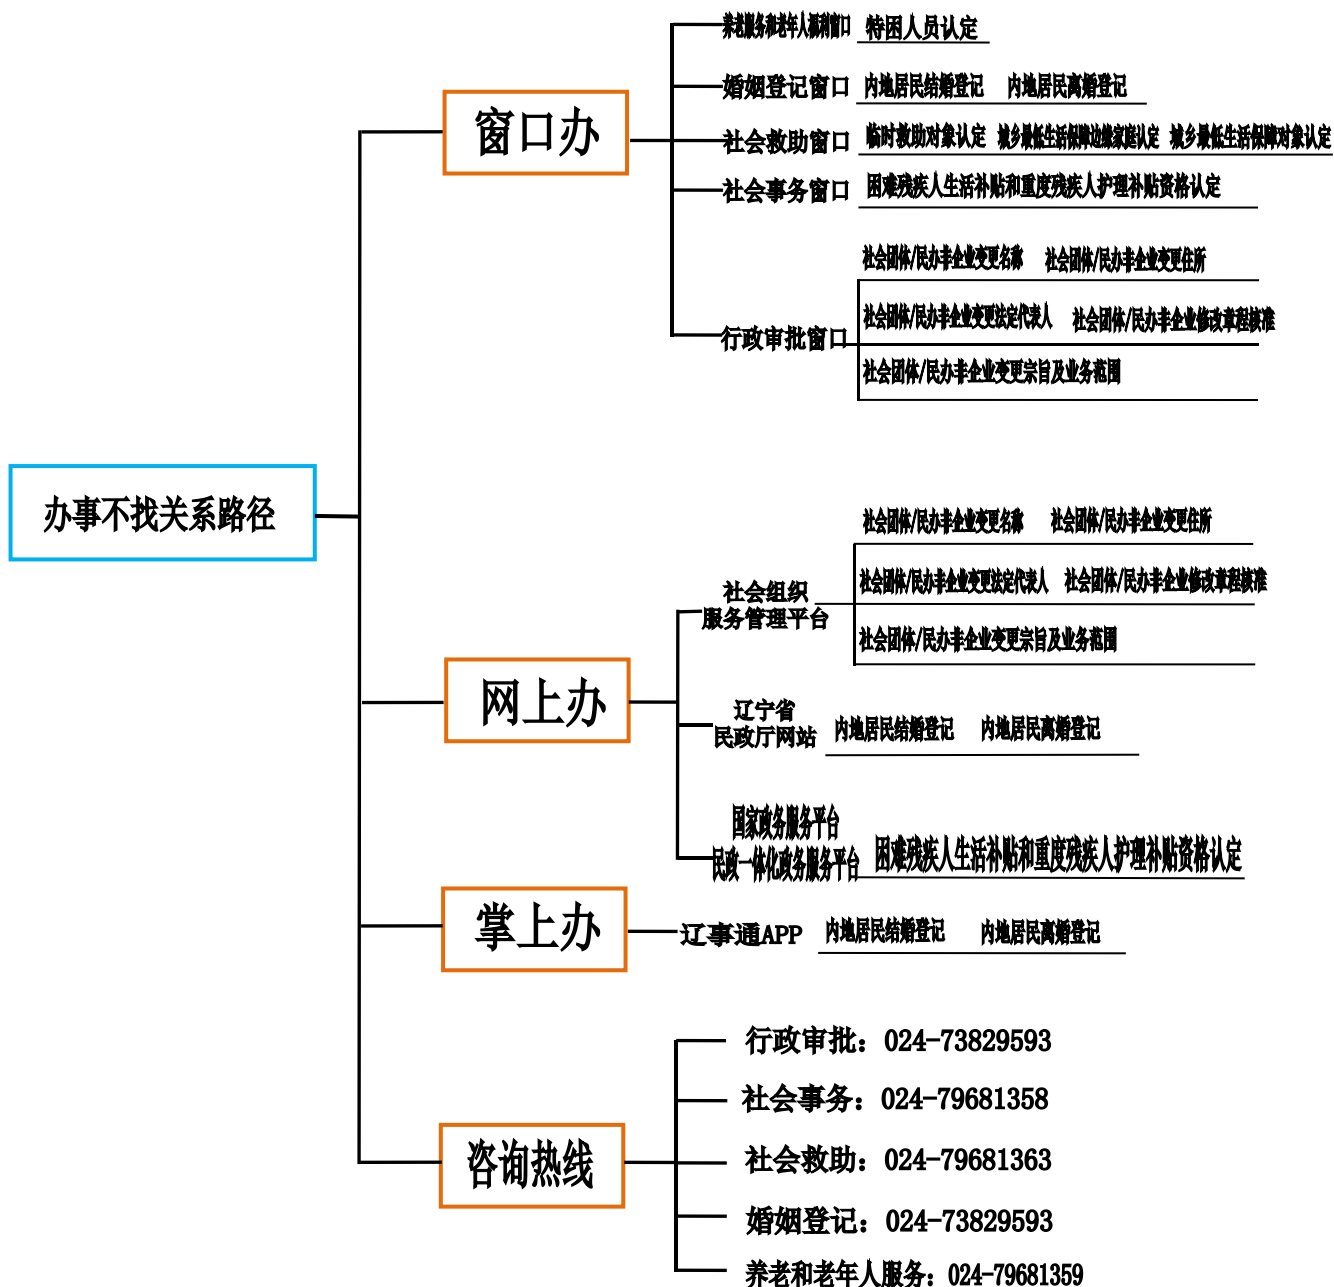 养老服务和老年人福利窗口 特困人员认定
婚姻登记窗口 内地居民结婚登记 内地居民离婚登记
窗口办
社会救助窗口 临时救助对象认定 城乡最低生活保障边缘家庭认定 城乡最低生活保障对象认定
社会事务窗口 困难残疾人生活补贴和重度残疾人护理补贴资格认定
社会团体/民办非企业变更名称 社会团体/民办非企业变更住所
社会团体/民办非企业变更法定代表人 社会团体/民办非企业修改章程核准
行政审批窗口
社会团体/民办非企业变更宗旨及业务范围
办事不找关系路径
社会团体/民办非企业变更名称 社会团体/民办非企业变更住所
社会团体/民办非企业变更法定代表人 社会团体/民办非企业修改章程核准
社会组织
服务管理平台
社会团体/民办非企业变更宗旨及业务范围
网上办
辽宁省
民政厅网站 内地居民结婚登记 内地居民离婚登记
国家政务服务平台
民政一体化政务服务平台 困难残疾人生活补贴和重度残疾人护理补贴资格认定
掌上办
辽事通APP 内地居民结婚登记 内地居民离婚登记
行政审批：024-73829593
社会事务：024-79681358
咨询热线
社会救助：024-79681363
婚姻登记：024-73829593
养老和老年人服务：024-79681359